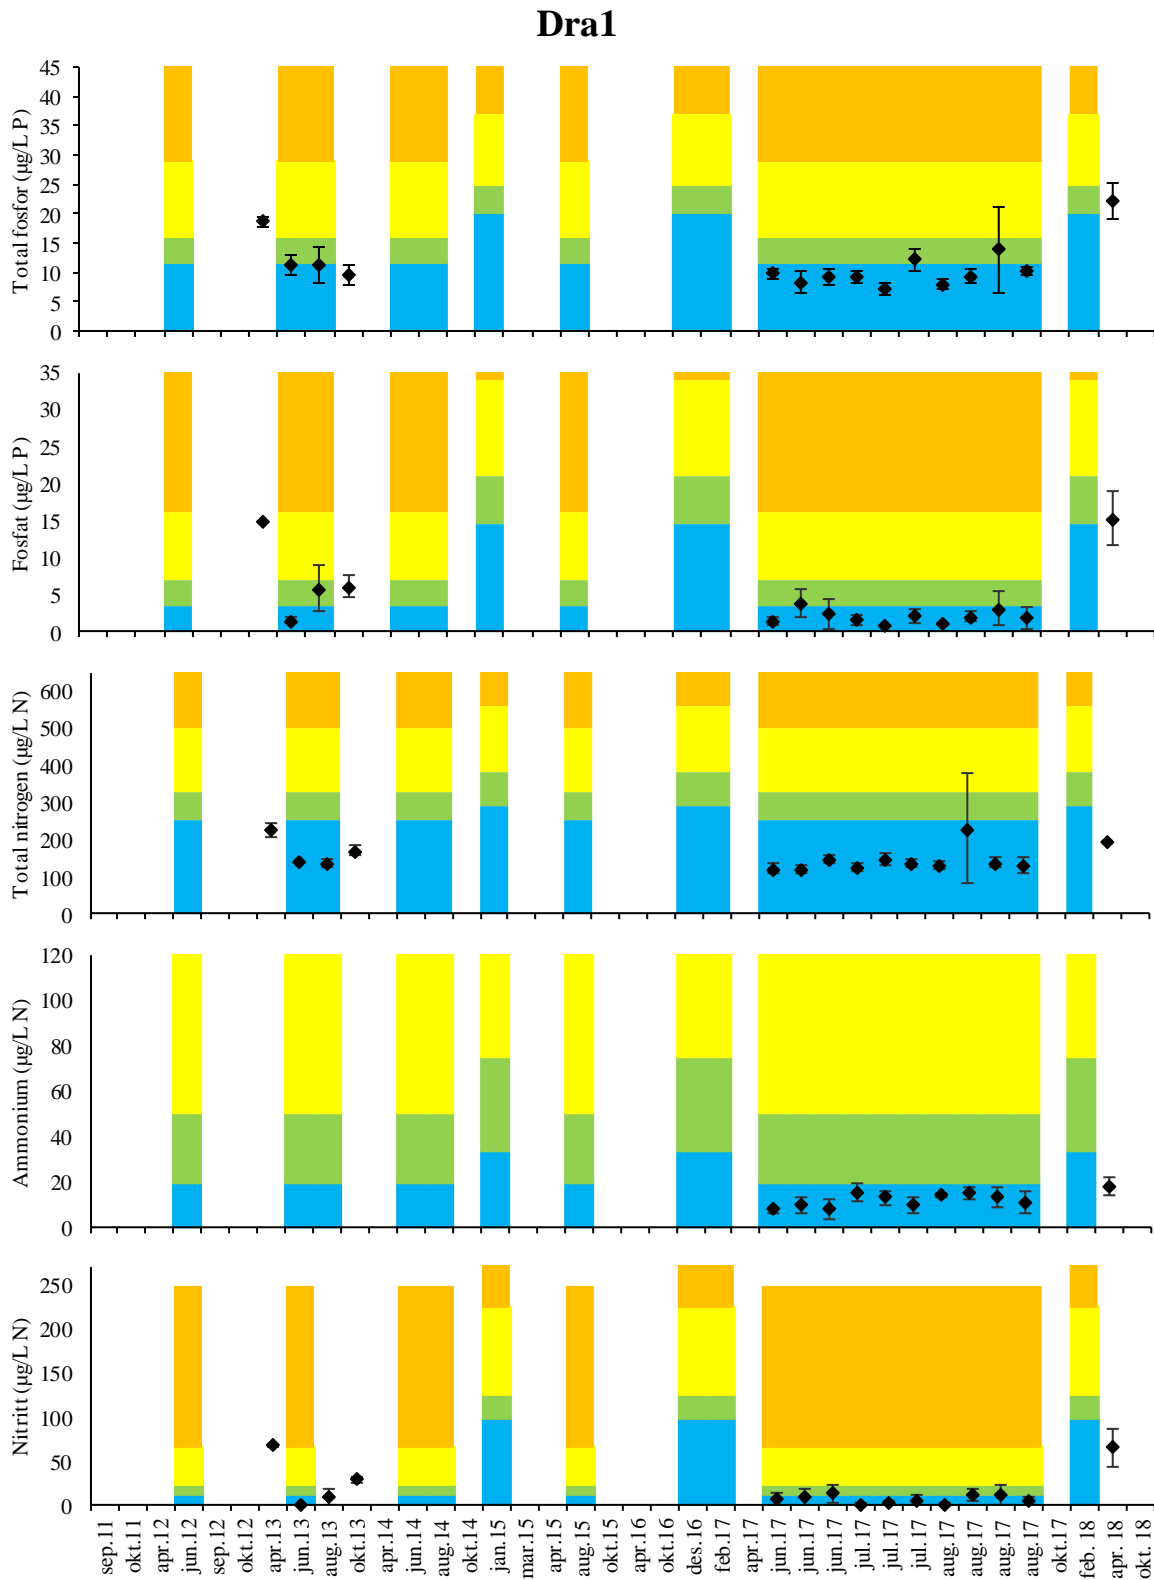 Dra1
45
40
35
30
25
20
15
10
5
0
Total fosfor (µg/L P)
35
30
25
20
15
10
5
0
Fosfat (µg/L P)
600
500
400
300
200
100
0
Total nitrogen (µg/L N)
120
100
80
60
40
20
0
Ammonium (µg/L N)
250
200
150
100
50
0
Nitritt (µg/L N)
sep.11
okt.11
apr.12
jun.12
sep.12
okt.12
apr.13
jun.13
aug.13
okt.13
apr.14
jun.14
aug.14
okt.14
jan.15
mar.15
apr.15
aug.15
okt.15
apr.16
okt.16
des.16
feb.17
apr.17
jun.17
jun.17
jun.17
jul.17
jul.17
jul.17
aug.17
aug.17
aug.17
aug.17
okt.17
feb. 18
apr. 18
okt. 18